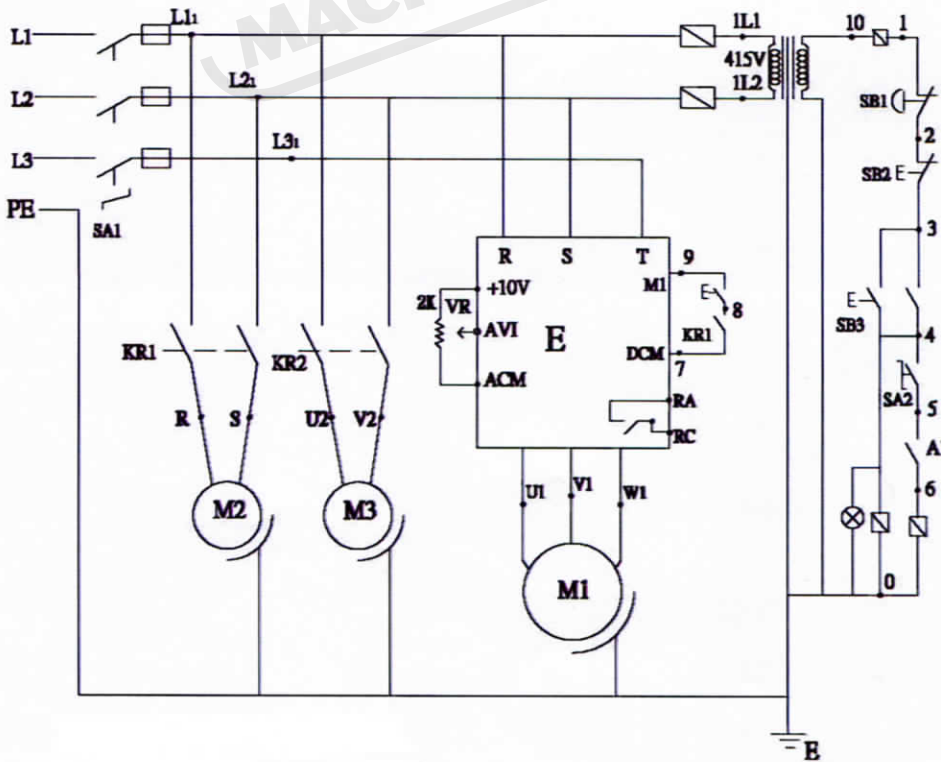 MACH
L1
L1₁
1L1
10
1
L2
L2₁
415V
1L2
SB1
2
L3
L3₁
SB2
PE
SA1
3
R S T 9
+10V
M1
2K
VR
AVI
E
8
SB3
KR1
KR1
KR2
ACM
DCM
7
4
SA2
R S U2 V2
RA
5
RC
A
U1 V1 W1
6
M2 M3
M1
0
E